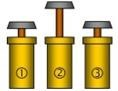 ① ② ③